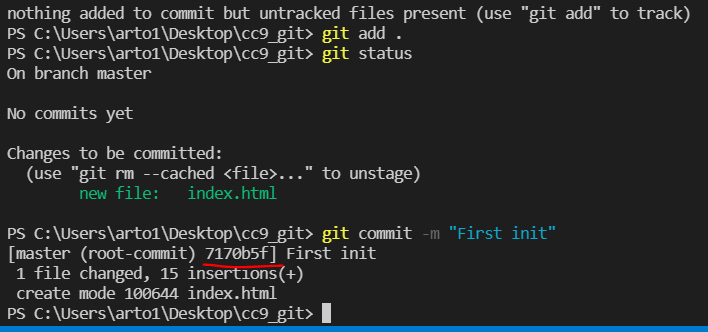 nothing added to commit but untracked files present (use "git add" to track)
PS C:\Users\arto1\Desktop\cc9_git> git add .
PS C:\Users\arto1\Desktop\cc9_git> git status
On branch master
No commits yet
Changes to be committed:
  (use "git rm --cached <file>..." to unstage)
        new file:   index.html
PS C:\Users\arto1\Desktop\cc9_git> git commit -m "First init"
[master (root-commit) 7170b5f] First init
 1 file changed, 15 insertions(+)
 create mode 100644 index.html
PS C:\Users\arto1\Desktop\cc9_git>